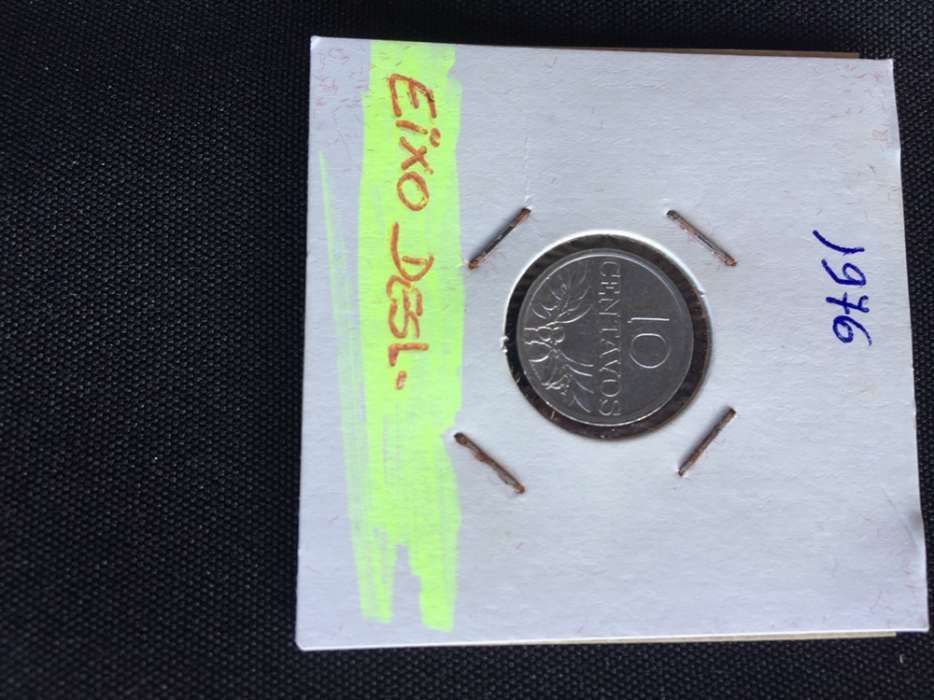 1976
10
CENTAVOS
Eixo DESL.